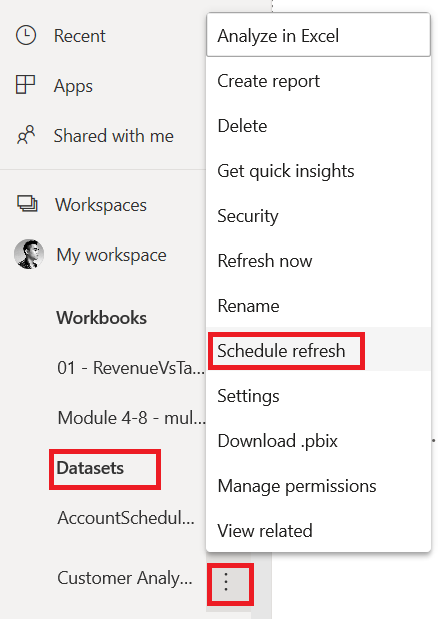 Recent
Apps
Shared with me
Workspaces
My workspace
Workbooks
01 - RevenueVsTa...
Module 4-8 - mul...
Datasets
AccountSchedul...
Customer Analy...
Analyze in Excel
Create report
Delete
Get quick insights
Security
Refresh now
Rename
Schedule refresh
Settings
Download .pbix
Manage permissions
View related